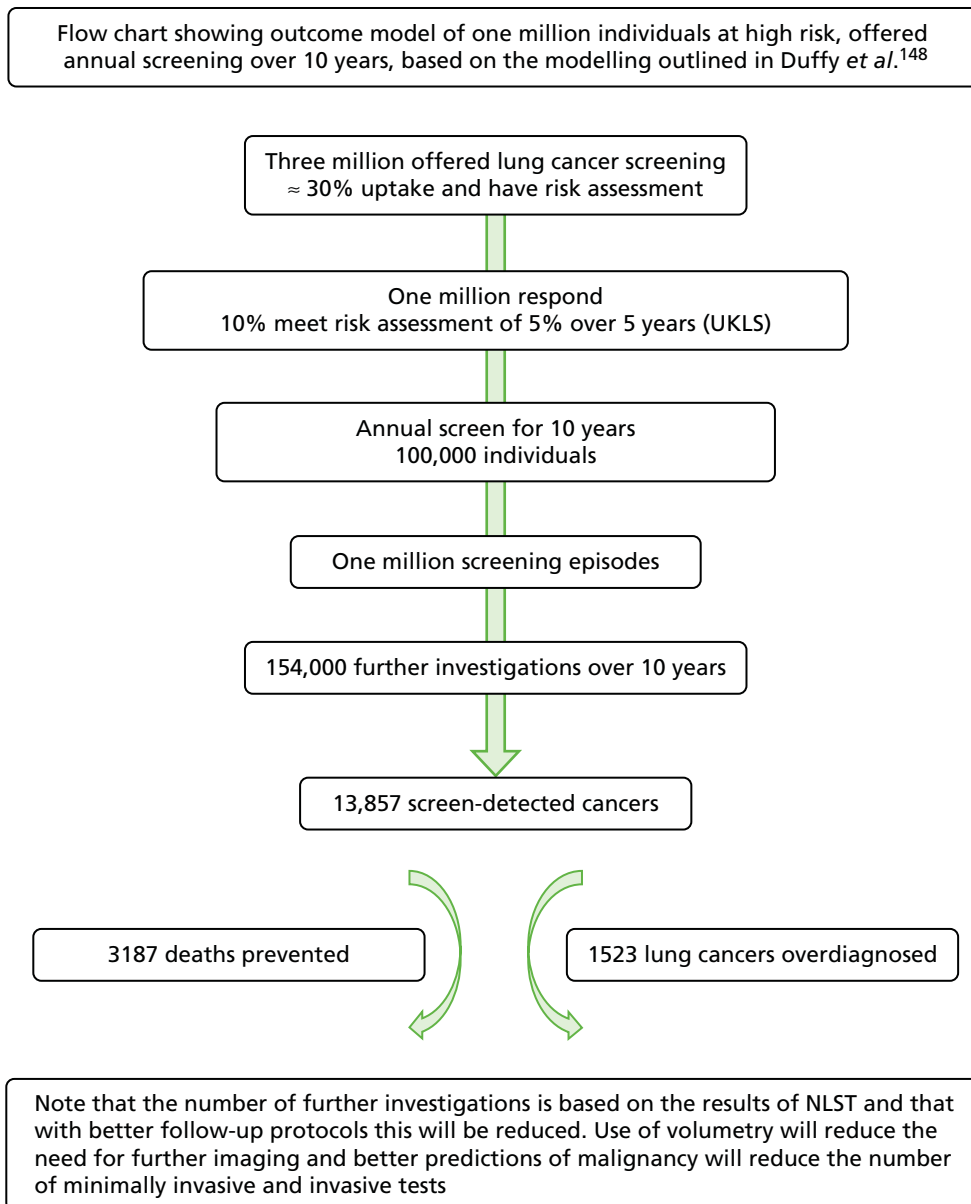 Flow chart showing outcome model of one million individuals at high risk, offered
annual screening over 10 years, based on the modelling outlined in Duffy et al.148
Three million offered lung cancer screening
≈ 30% uptake and have risk assessment
One million respond
10% meet risk assessment of 5% over 5 years (UKLS)
Annual screen for 10 years
100,000 individuals
One million screening episodes
154,000 further investigations over 10 years
13,857 screen-detected cancers
3187 deaths prevented
1523 lung cancers overdiagnosed
Note that the number of further investigations is based on the results of NLST and that
with better follow-up protocols this will be reduced. Use of volumetry will reduce the
need for further imaging and better predictions of malignancy will reduce the number
of minimally invasive and invasive tests